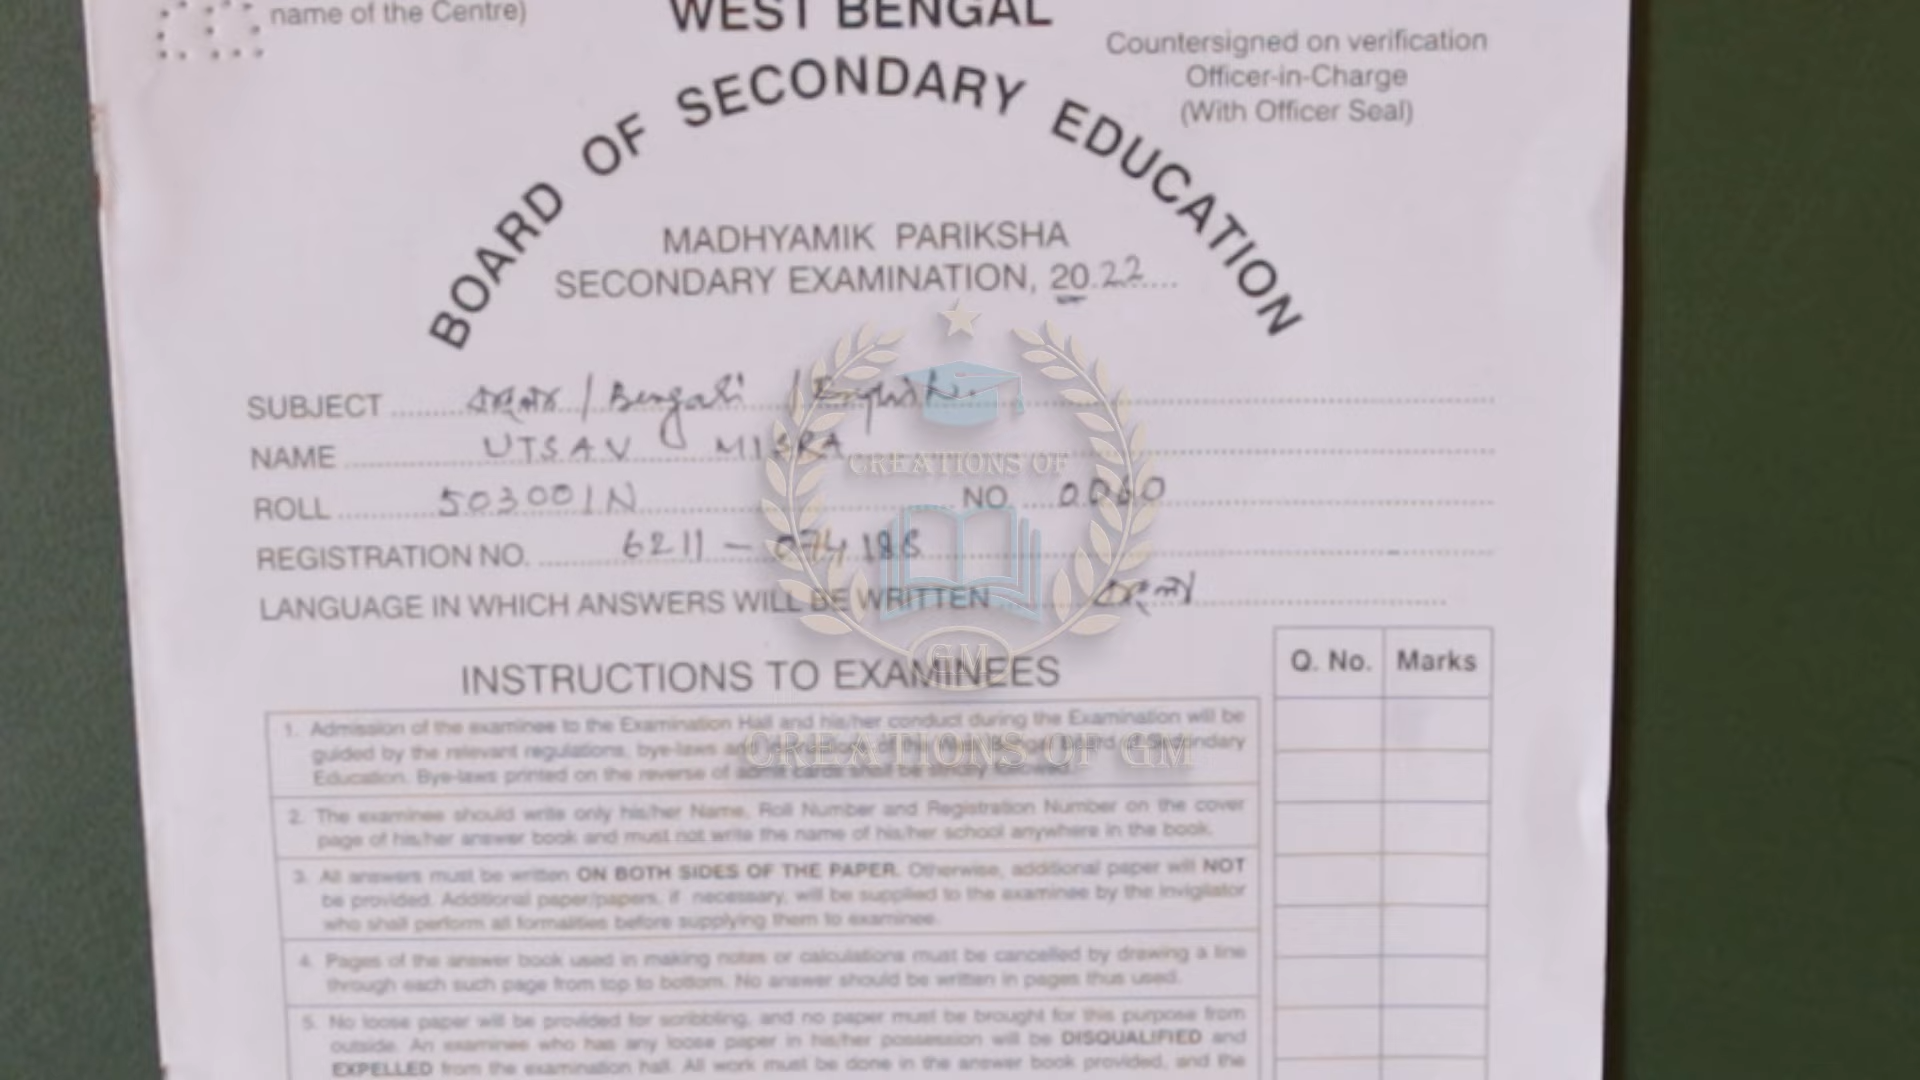 name of the Centre)
WEST BENGAL
Countersigned on verification
Officer-in-Charge
(With Officer Seal)
BOARD OF SECONDARY EDUCATION
MADHYAMIK PARIKSHA
SECONDARY EXAMINATION, 20.22....
SUBJECT বাংলা / Bengali / English
NAME UTSAV MISRA
ROLL 503001N NO. 0060
REGISTRATION NO. 6211 - 074188
LANGUAGE IN WHICH ANSWERS WILL BE WRITTEN বাংলা
CREATIONS OF
GM
CREATIONS OF GM
INSTRUCTIONS TO EXAMINEES
Q. No. Marks
1. Admission of the examinee to the Examination Hall and his/her conduct during the Examination will be
guided by the relevant regulations, bye-laws and instructions of the West Bengal Board of Secondary
Education. Bye-laws printed on the reverse of admit cards shall be strictly followed.
2. The examinee should write only his/her Name, Roll Number and Registration Number on the cover
page of his/her answer book and must not write the name of his/her school anywhere in the book.
3. All answers must be written ON BOTH SIDES OF THE PAPER. Otherwise, additional paper will NOT
be provided. Additional paper/papers, if necessary, will be supplied to the examinee by the Invigilator
who shall perform all formalities before supplying them to examinee.
4. Pages of the answer book used in making notes or calculations must be cancelled by drawing a line
through each such page from top to bottom. No answer should be written in pages thus used.
5. No loose paper will be provided for scribbling, and no paper must be brought for this purpose from
outside. An examinee who has any loose paper in his/her possession will be DISQUALIFIED and
EXPELLED from the examination hall. All work must be done in the answer book provided, and the